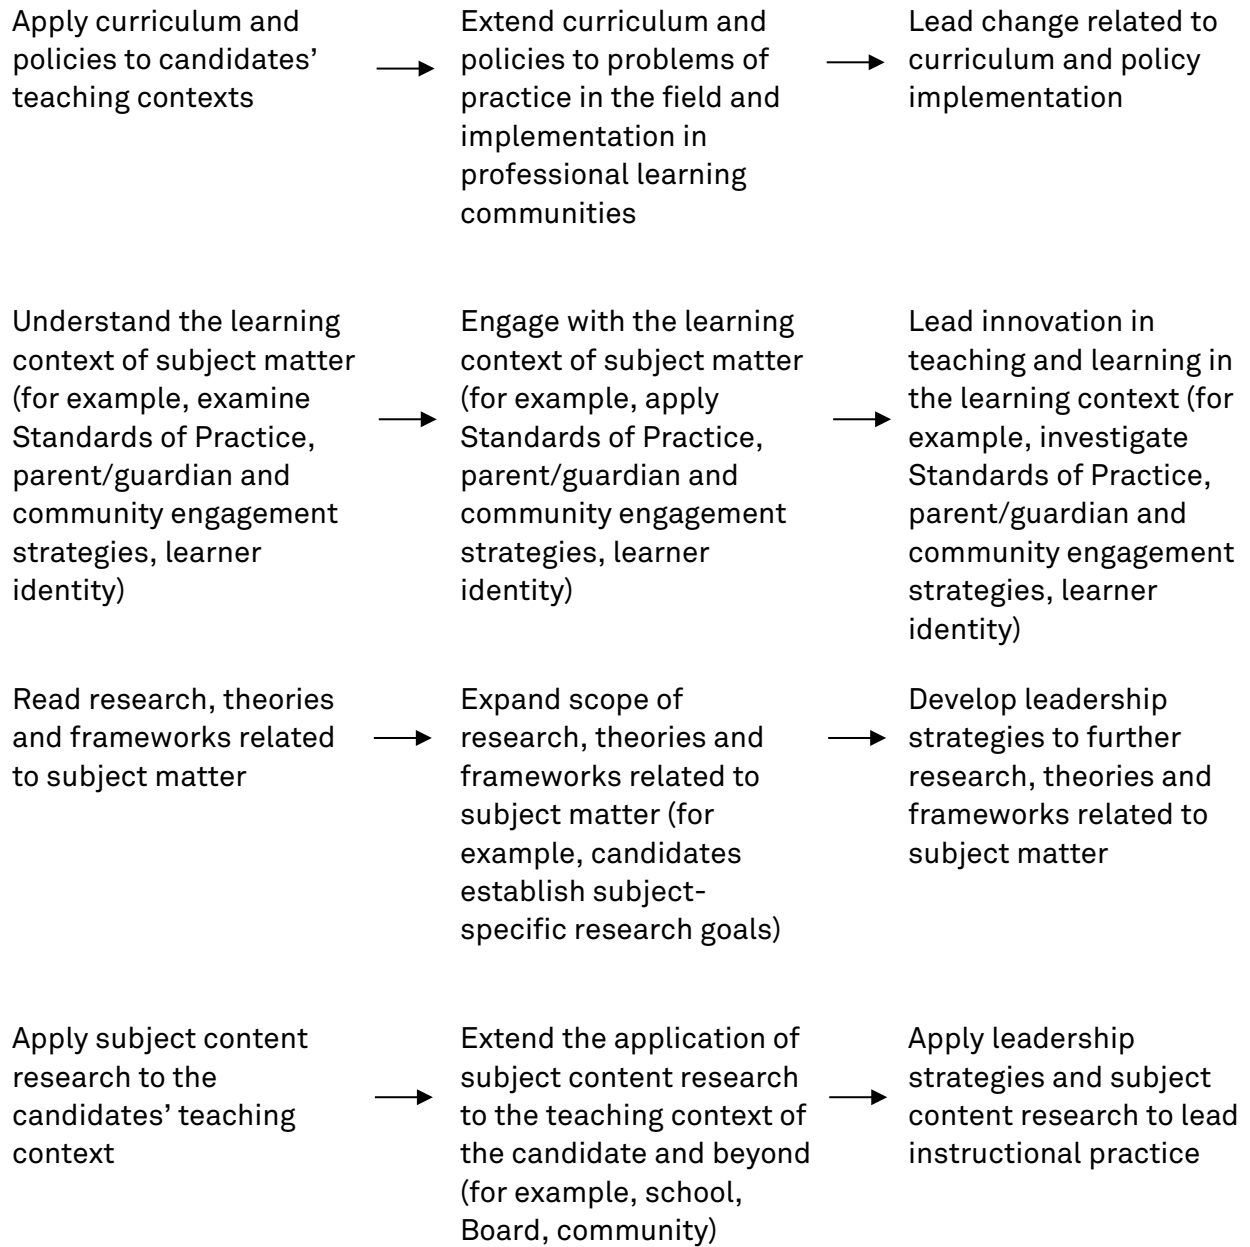 Apply curriculum and
policies to candidates’
teaching contexts
Extend curriculum and
policies to problems of
practice in the field and
implementation in
professional learning
communities
Lead change related to
curriculum and policy
implementation
Understand the learning
context of subject matter
(for example, examine
Standards of Practice,
parent/guardian and
community engagement
strategies, learner
identity)
Engage with the learning
context of subject matter
(for example, apply
Standards of Practice,
parent/guardian and
community engagement
strategies, learner
identity)
Lead innovation in
teaching and learning in
the learning context (for
example, investigate
Standards of Practice,
parent/guardian and
community engagement
strategies, learner
identity)
Read research, theories
and frameworks related
to subject matter
Expand scope of
research, theories and
frameworks related to
subject matter (for
example, candidates
establish subject-
specific research goals)
Develop leadership
strategies to further
research, theories and
frameworks related to
subject matter
Apply subject content
research to the
candidates’ teaching
context
Extend the application of
subject content research
to the teaching context of
the candidate and beyond
(for example, school,
Board, community)
Apply leadership
strategies and subject
content research to lead
instructional practice